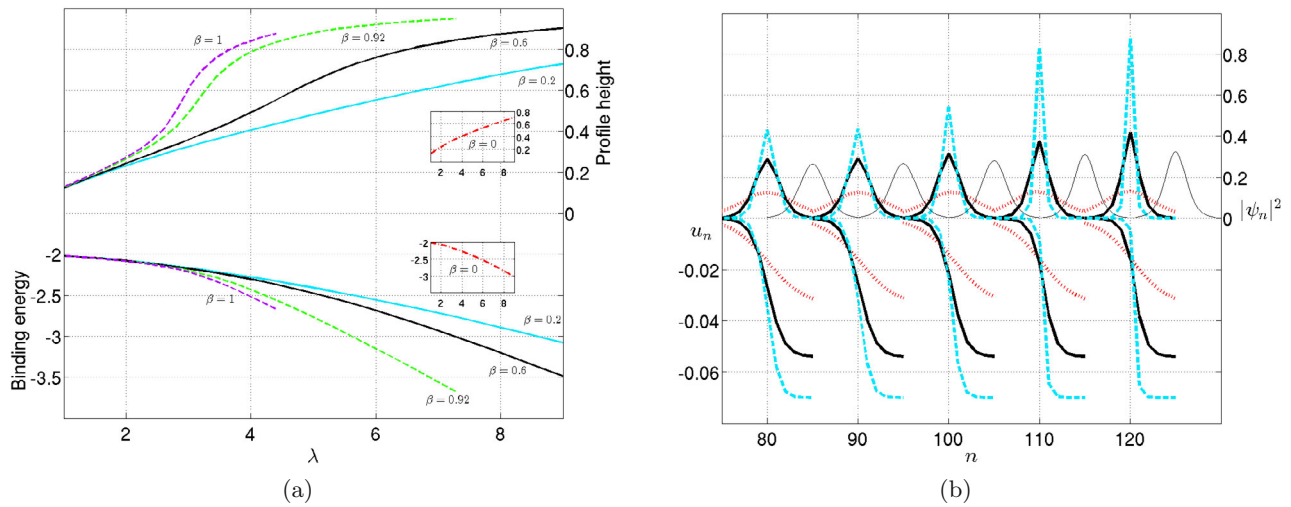 β = 1
β = 0.92
β = 0.6
β = 0.2
0.8
0.6
0.4
0.2
0
Profile height
0.8
0.6
0.4
0.2
β = 0
2 4 6 8
-2
-2.5
-3
-3.5
Binding energy
-2
-2.5
-3
β = 0
2 4 6 8
β = 1
β = 0.2
β = 0.6
β = 0.92
2 4 6 8
λ
(a)
0
0.8
0.6
0.4
0.2
0
|ψₙ|²
uₙ
-0.02
-0.04
-0.06
80 90 100 110 120
n
(b)